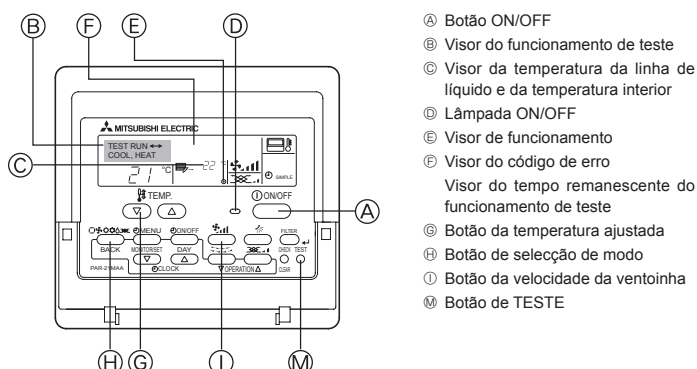 B
F
E
D
MITSUBISHI ELECTRIC
TEST RUN
COOL, HEAT
21 °C
22 °C
SIMPLE
C
TEMP.
ON/OFF
A
MENU
ON/OFF
FILTER
BACK
MONITOR/SET
DAY
CHECK
TEST
PAR-21MAA
CLOCK
OPERATION
CLEAR
H
G
I
M
Ⓐ Botão ON/OFF
Ⓑ Visor do funcionamento de teste
Ⓒ Visor da temperatura da linha de
líquido e da temperatura interior
Ⓓ Lâmpada ON/OFF
Ⓔ Visor de funcionamento
Ⓕ Visor do código de erro
Visor do tempo remanescente do
funcionamento de teste
Ⓖ Botão da temperatura ajustada
Ⓗ Botão de selecção de modo
Ⓘ Botão da velocidade da ventoinha
Ⓜ Botão de TESTE